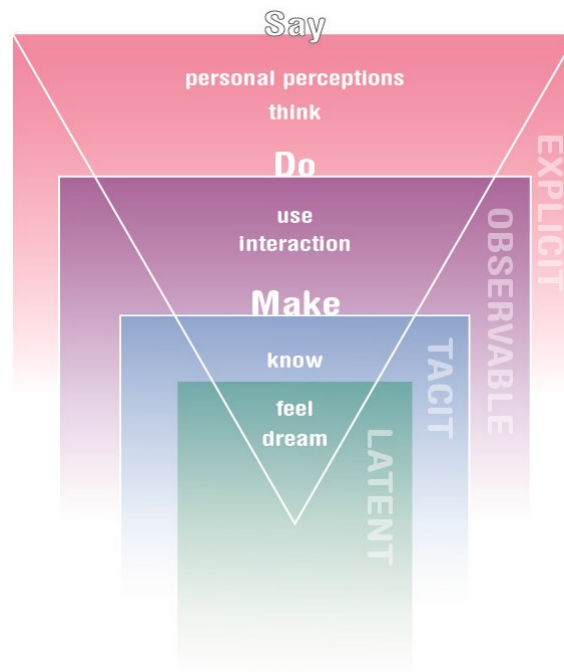 Say
personal perceptions
think
Do
use
interaction
Make
know
feel
dream
EXPLICIT
OBSERVABLE
TACIT
LATENT